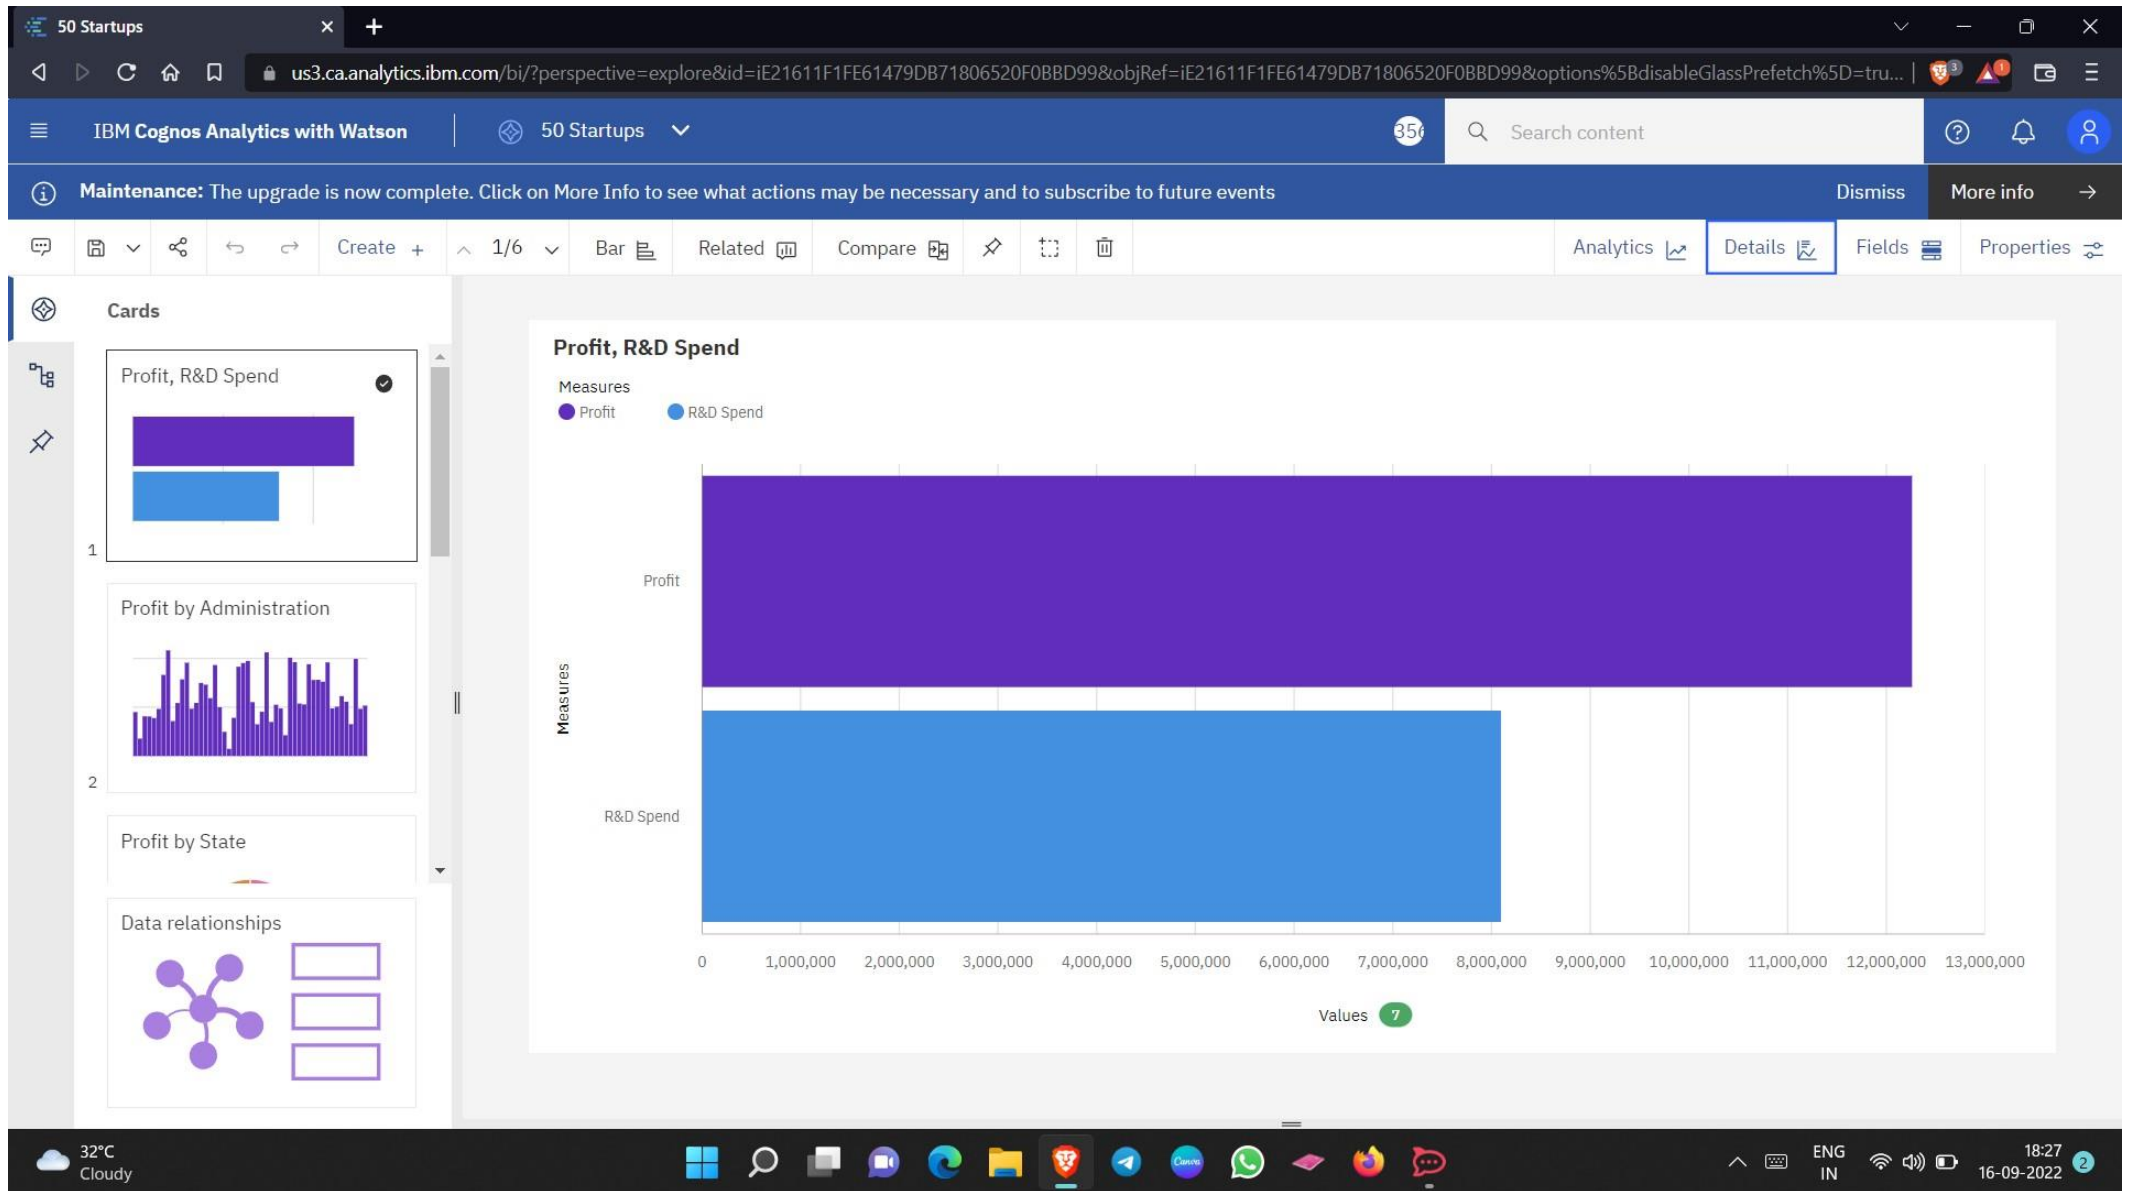 50 Startups
us3.ca.analytics.ibm.com/bi/?perspective=explore&id=iE21611F1FE61479DB71806520F0BBD99&objRef=iE21611F1FE61479DB71806520F0BBD99&options%5BdisableGlassPrefetch%5D=tru...
3
1
IBM Cognos Analytics with Watson
50 Startups
356
Search content
Maintenance: The upgrade is now complete. Click on More Info to see what actions may be necessary and to subscribe to future events
Dismiss
More info
Create +
1/6
Bar
Related
Compare
Analytics
Details
Fields
Properties
Cards
Profit, R&D Spend
1
Profit by Administration
2
Profit by State
Data relationships
Profit, R&D Spend
Measures
Profit
R&D Spend
Profit
R&D Spend
Measures
0 1,000,000 2,000,000 3,000,000 4,000,000 5,000,000 6,000,000 7,000,000 8,000,000 9,000,000 10,000,000 11,000,000 12,000,000 13,000,000
Values 7
32°C
Cloudy
Canva
ENG
IN
18:27
16-09-2022
2